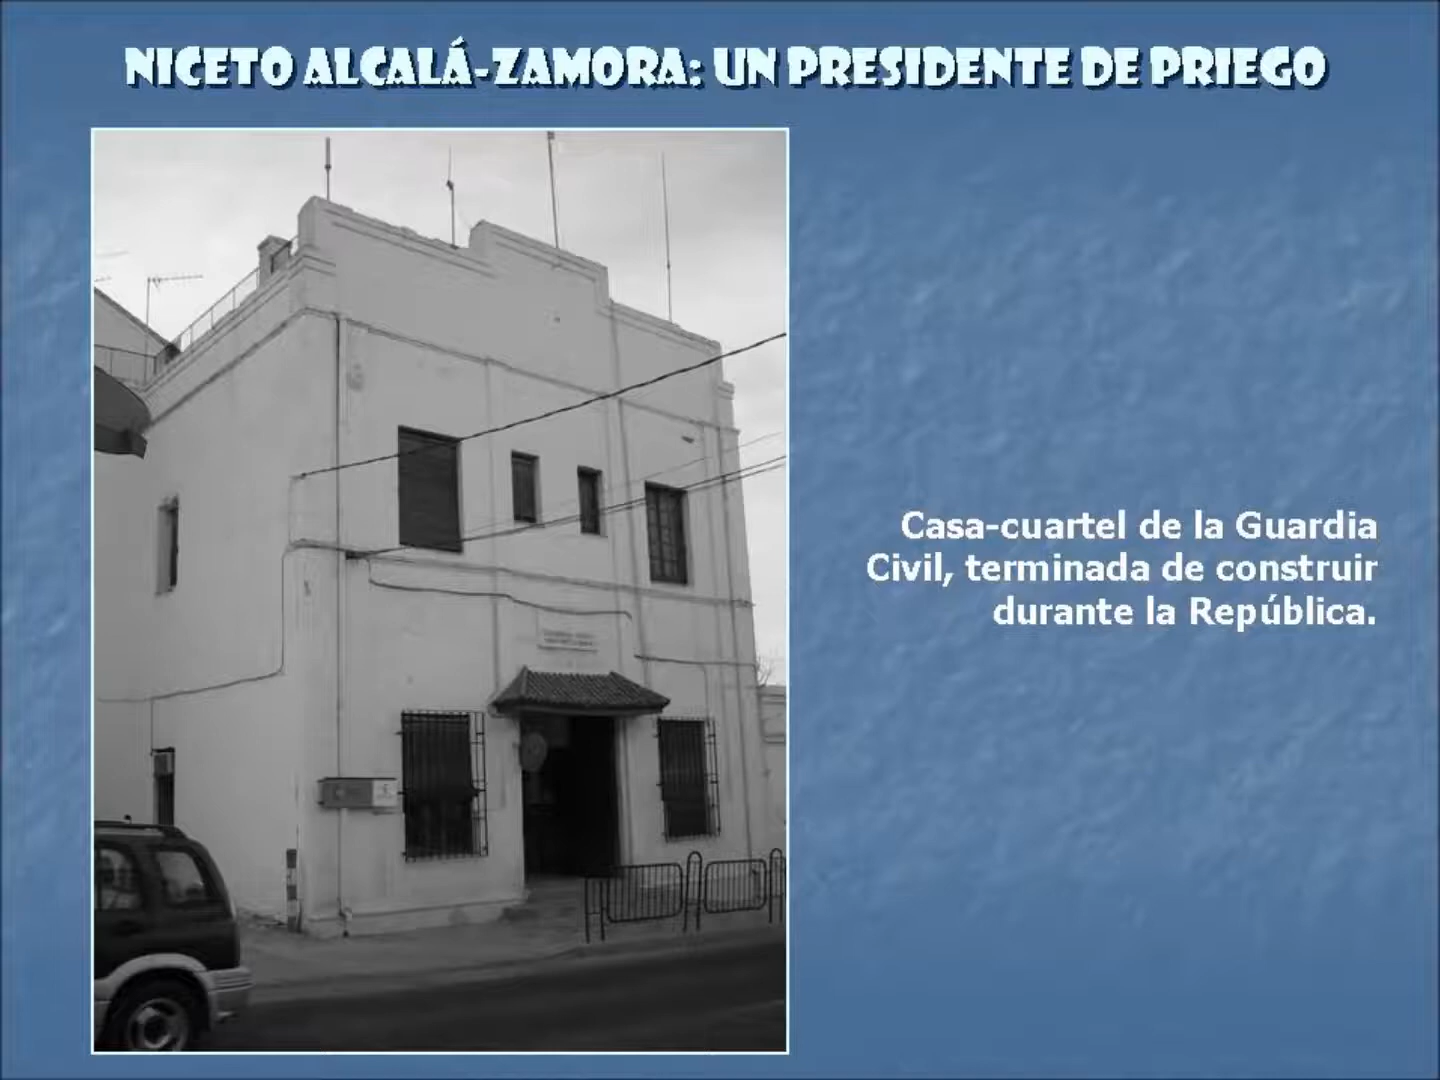 NICETO ALCALÁ-ZAMORA: UN PRESIDENTE DE PRIEGO
Casa-cuartel de la Guardia
Civil, terminada de construir
durante la República.